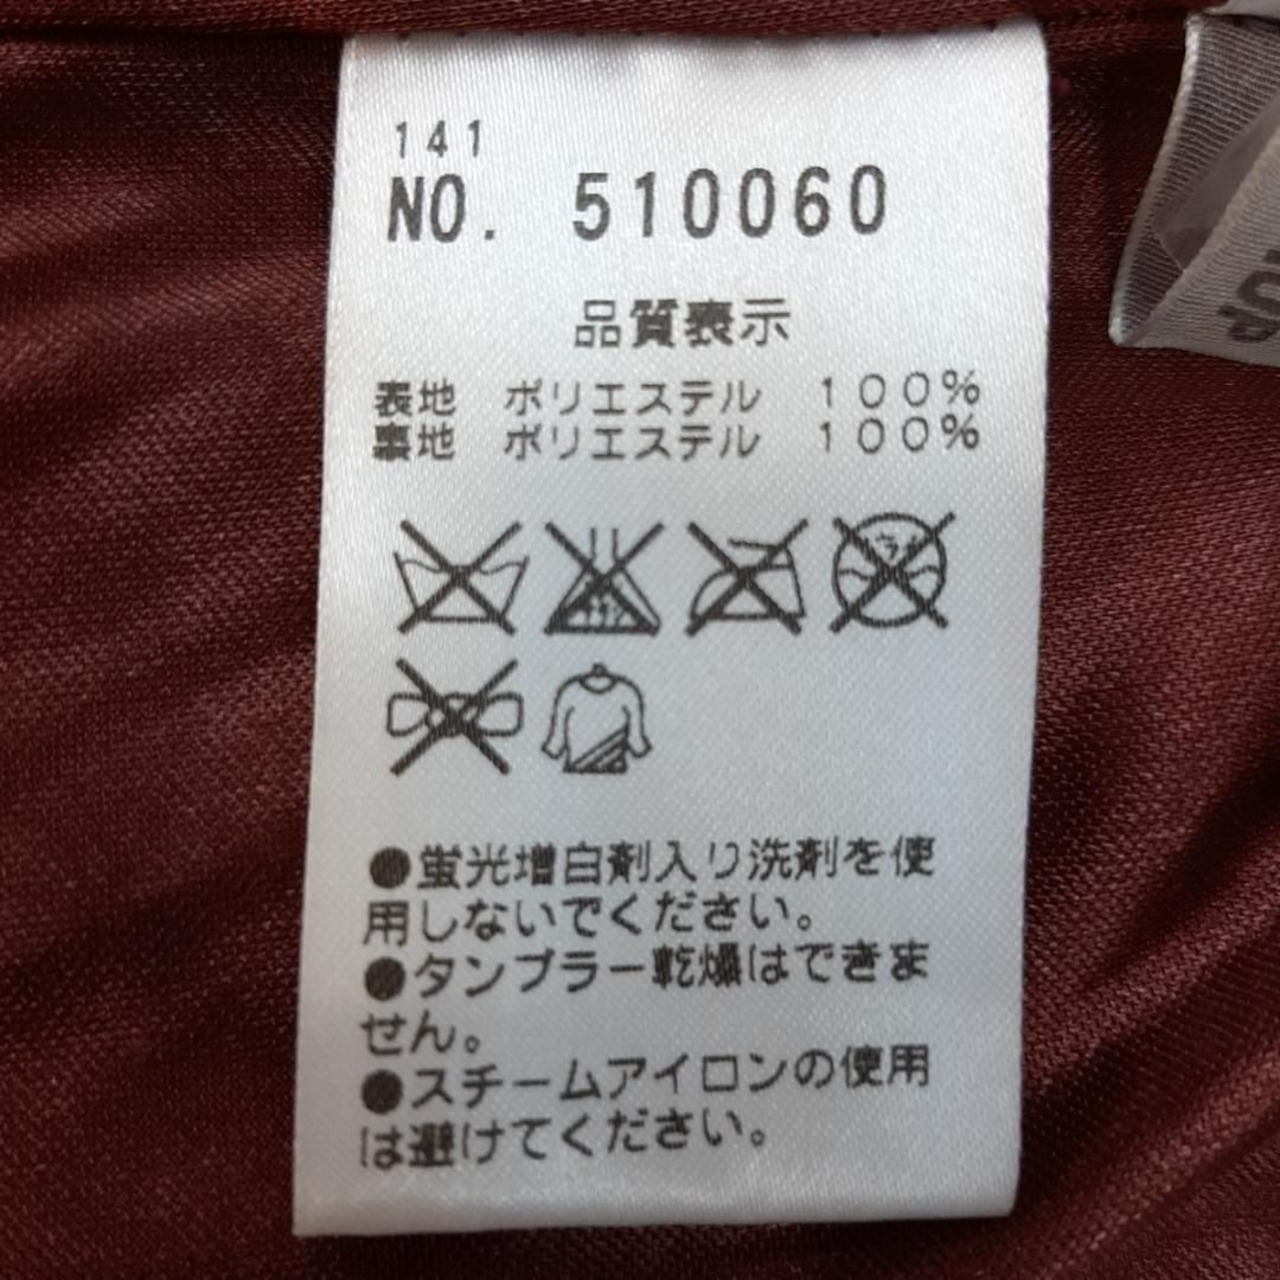 141
NO. 510060
品質表示
表地 ポリエステル 100%
裏地 ポリエステル 100%
●蛍光増白剤入り洗剤を使
用しないでください。
●タンブラー乾燥はできま
せん。
●スチームアイロンの使用
は避けてください。